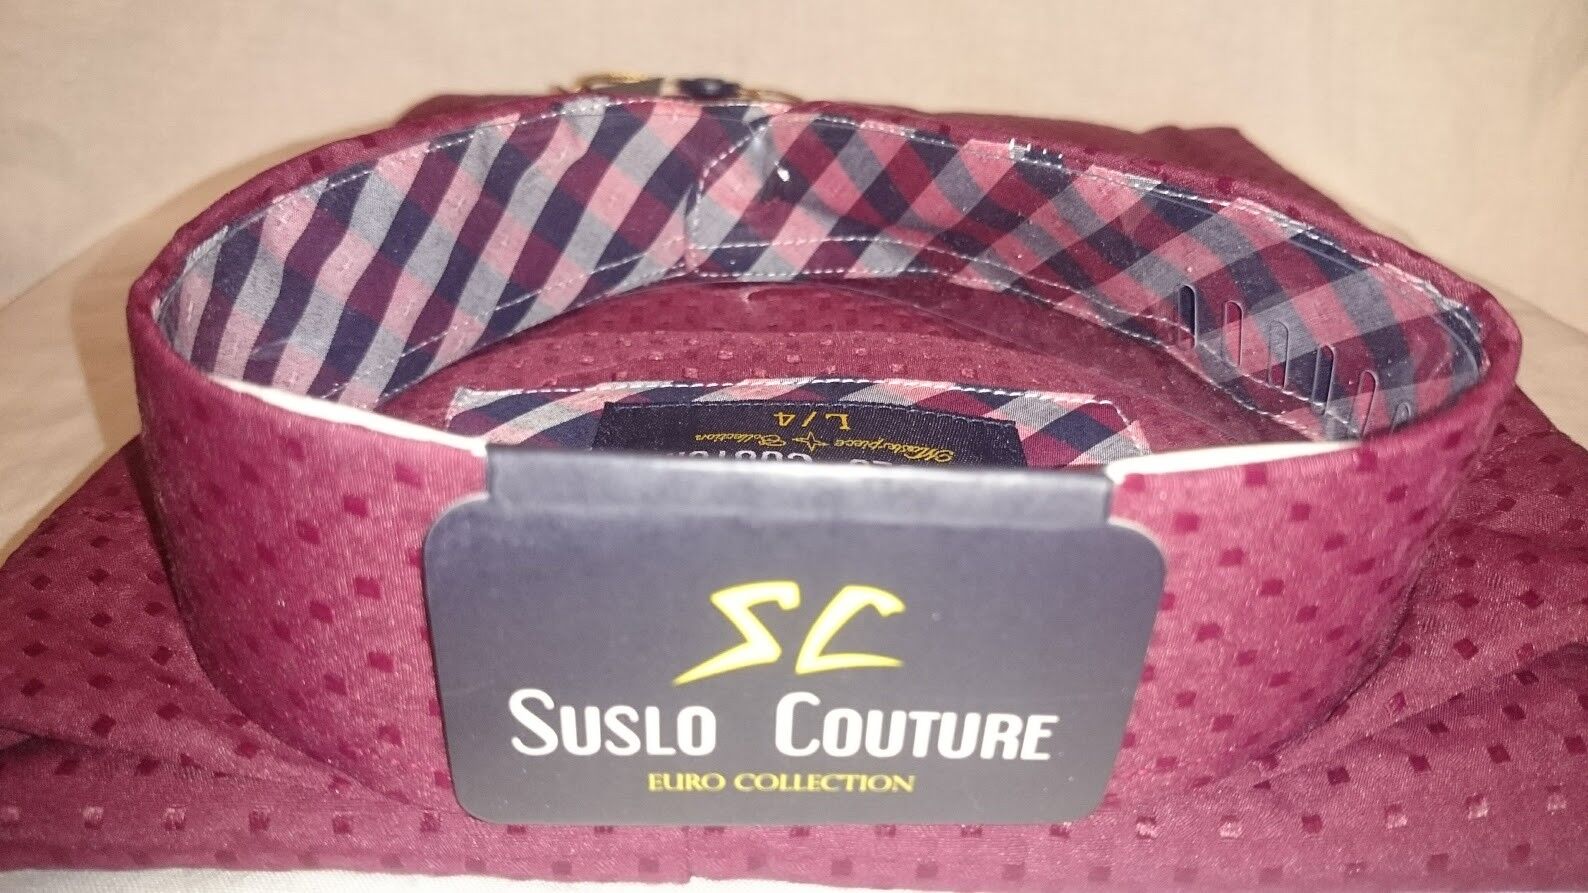 L/4
Masterpiece Collection
SC
SUSLO COUTURE
EURO COLLECTION